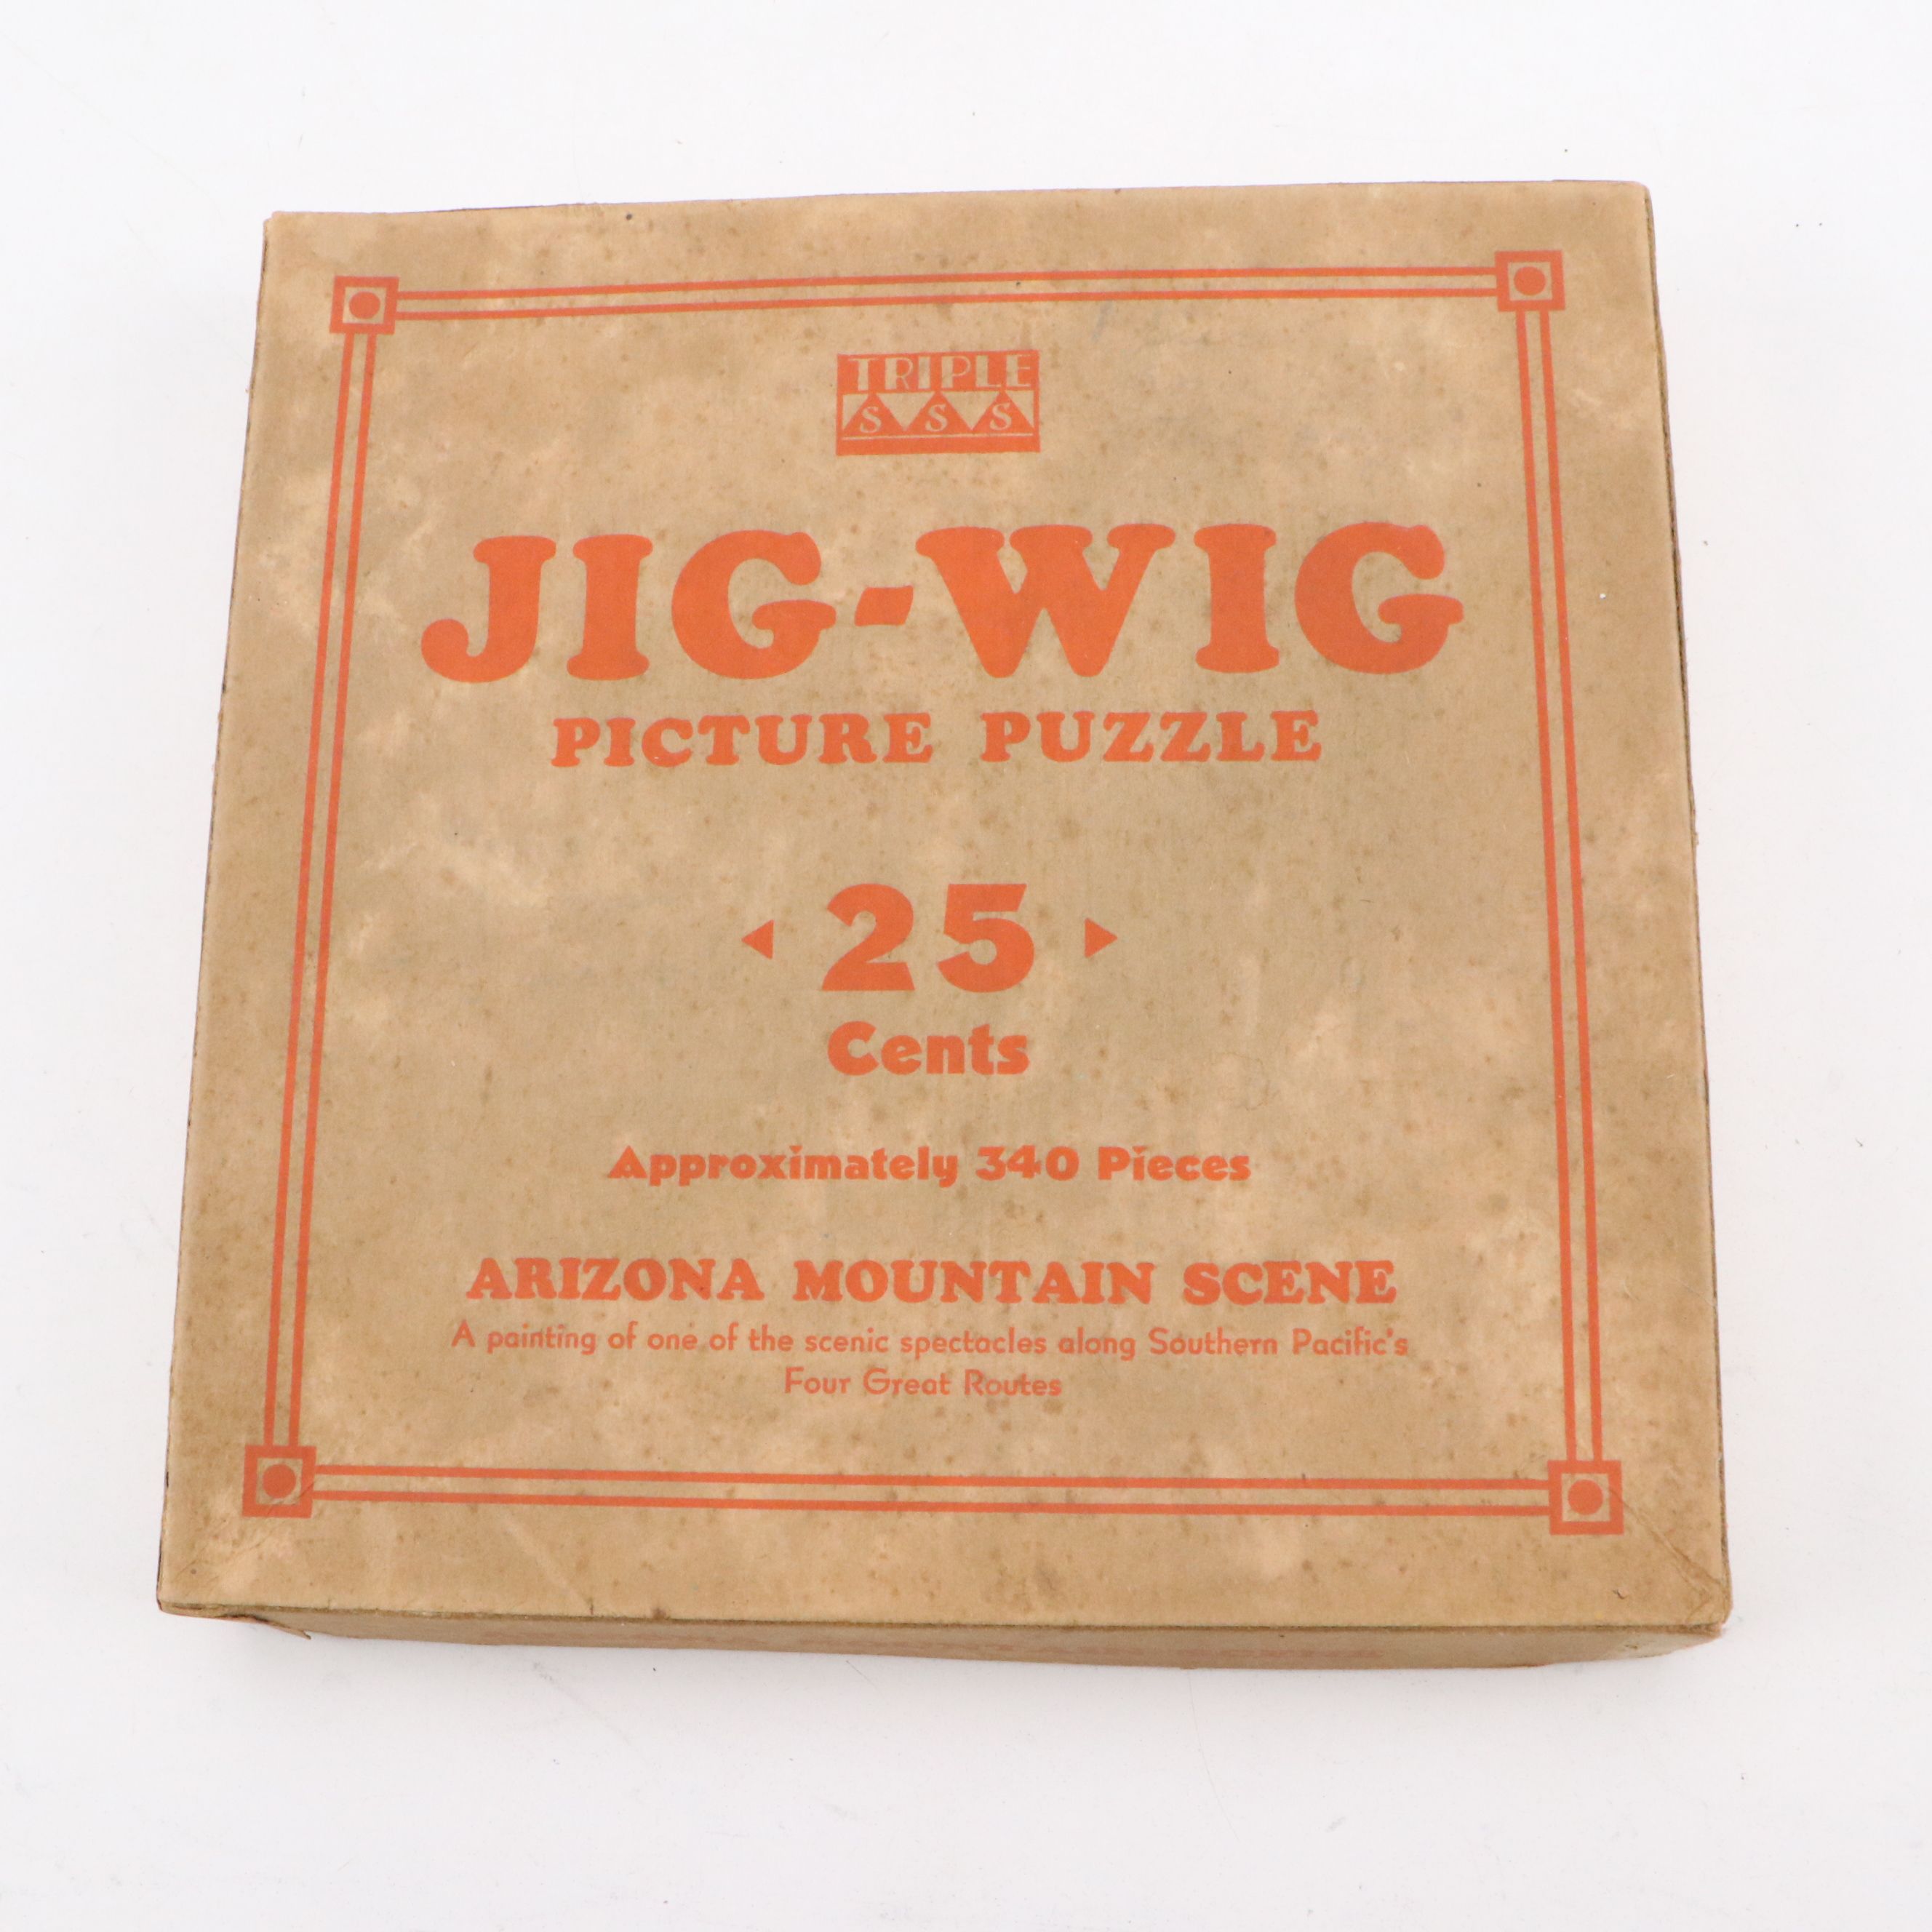 TRIPLE
S S S
JIG-WIG
PICTURE PUZZLE
25
Cents
Approximately 340 Pieces
ARIZONA MOUNTAIN SCENE
A painting of one of the scenic spectacles along Southern Pacific's
Four Great Routes